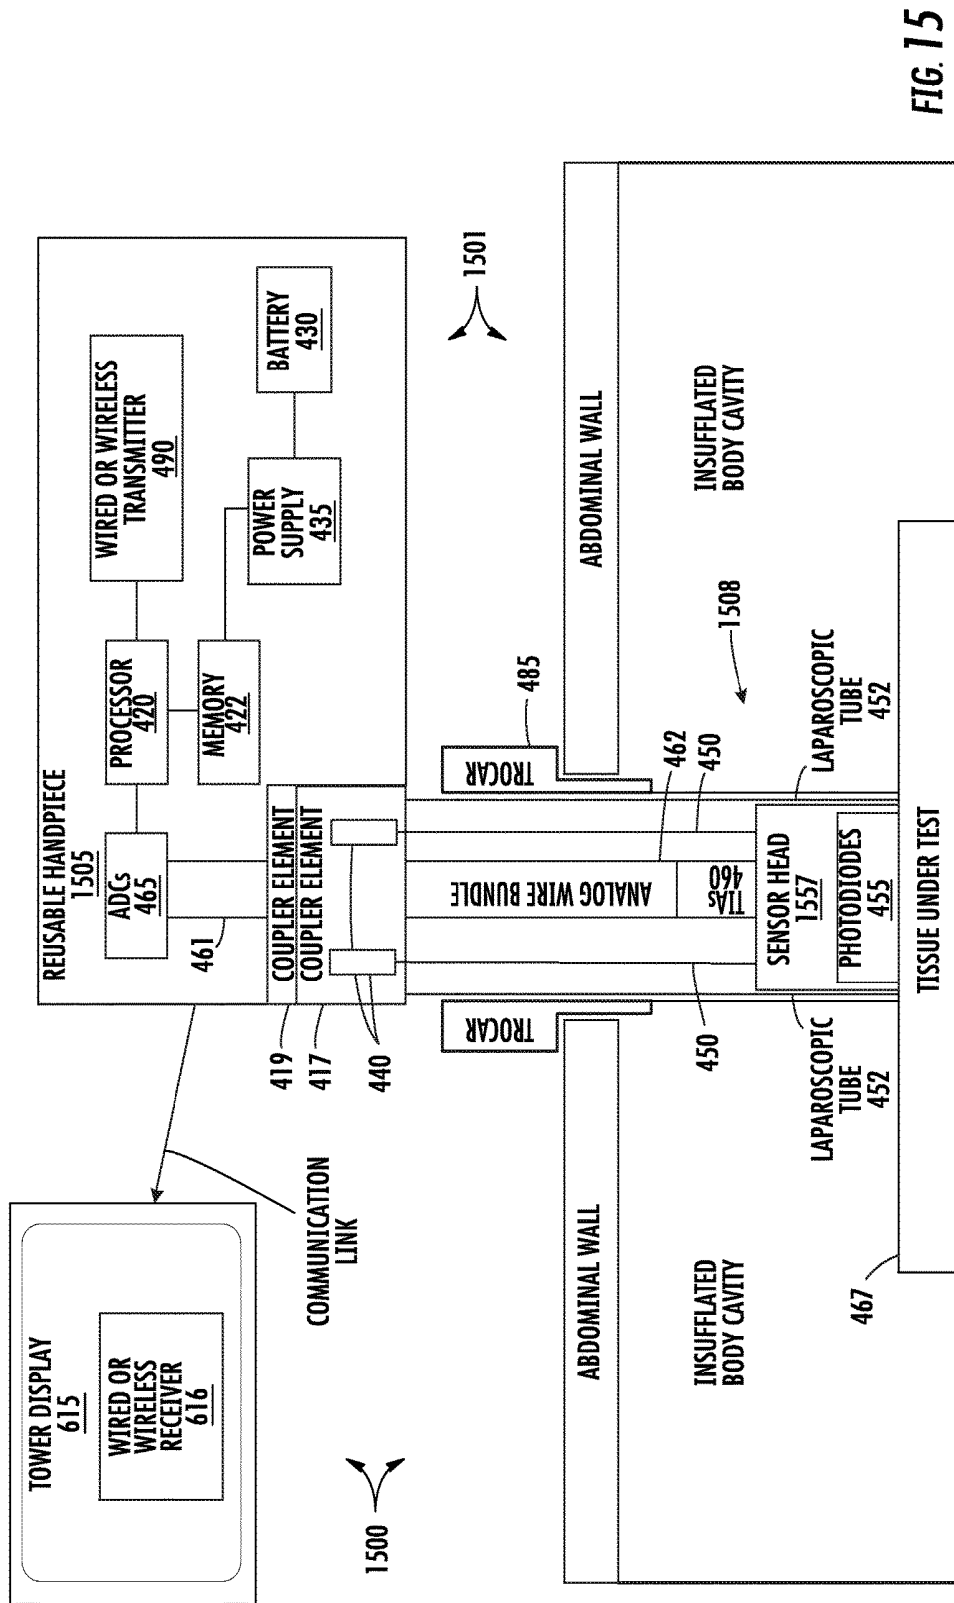 TOWER DISPLAY
615
WIRED OR
WIRELESS
RECEIVER
616
COMMUNICATION
LINK
1500
REUSABLE HANDPIECE
1505
ADCs
465
461
PROCESSOR
420
MEMORY
422
WIRED OR WIRELESS
TRANSMITTER
490
POWER
SUPPLY
435
BATTERY
430
COUPLER ELEMENT
COUPLER ELEMENT
419
417
440
1501
TROCAR
TROCAR
485
ABDOMINAL WALL
ABDOMINAL WALL
ANALOG WIRE BUNDLE
462
450
450
TIAs
460
SENSOR HEAD
1557
PHOTODIODES
455
1508
INSUFFLATED
BODY CAVITY
INSUFFLATED
BODY CAVITY
LAPAROSCOPIC
TUBE
452
LAPAROSCOPIC
TUBE
452
467
TISSUE UNDER TEST
FIG. 15